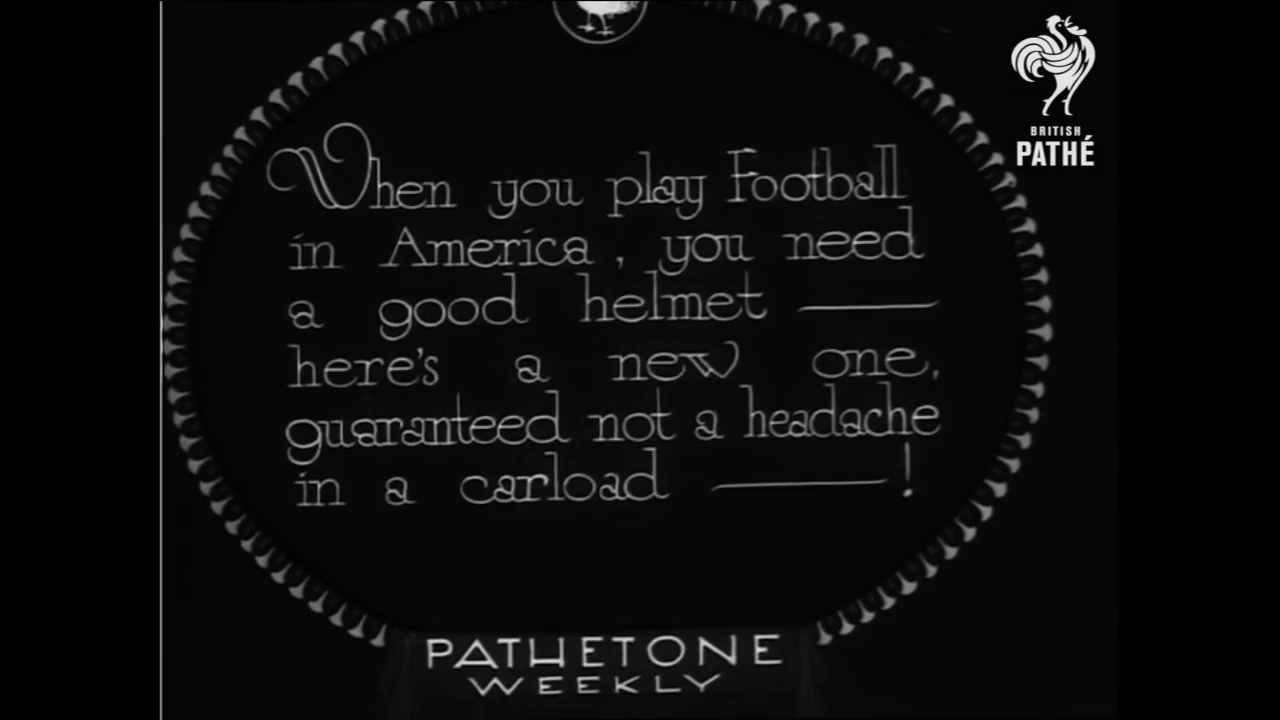 BRITISH
PATHÉ
When you play Football
in America, you need
a good helmet —
here's a new one,
guaranteed not a headache
in a carload — !
PATHETONE
WEEKLY